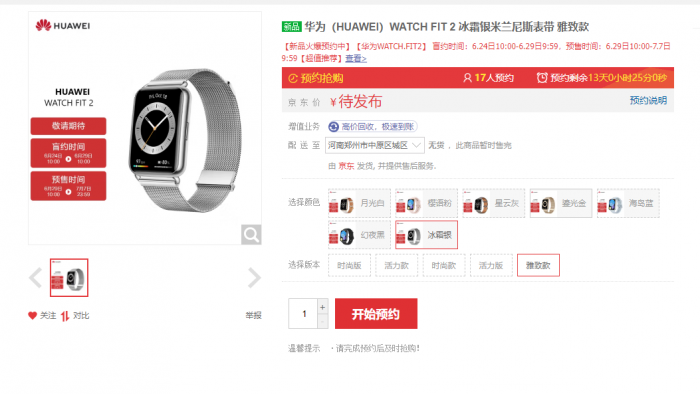 HUAWEI
HUAWEI
WATCH FIT 2
敬请期待
盲约时间
6月24日 10:00
6月29日 10:00
预售时间
6月29日 10:00
7月7日 23:59
关注 对比 举报
新品 华为（HUAWEI）WATCH FIT 2 冰霜银米兰尼斯表带 雅致款
【新品火爆预约中】【华为WATCH.FIT2】 盲约时间：6.24日10:00-6.29日9:59，预售时间：6.29日10:00-7.7日
9:59【超值推荐】查看>
预约抢购 17人预约 预约剩余13天0小时25分0秒
京 东 价 ￥待发布 预约说明
增值业务 高价回收，极速到账
配 送 至 河南郑州市中原区城区 无货 ，此商品暂时售完
由 京东 发货, 并提供售后服务.
选择颜色 月光白 樱语粉 星云灰 鎏光金 海岛蓝
幻夜黑 冰霜银
选择版本 时尚版 活力款 时尚款 活力版 雅致款
1 + - 开始预约
温馨提示 ·请完成预约后及时抢购！